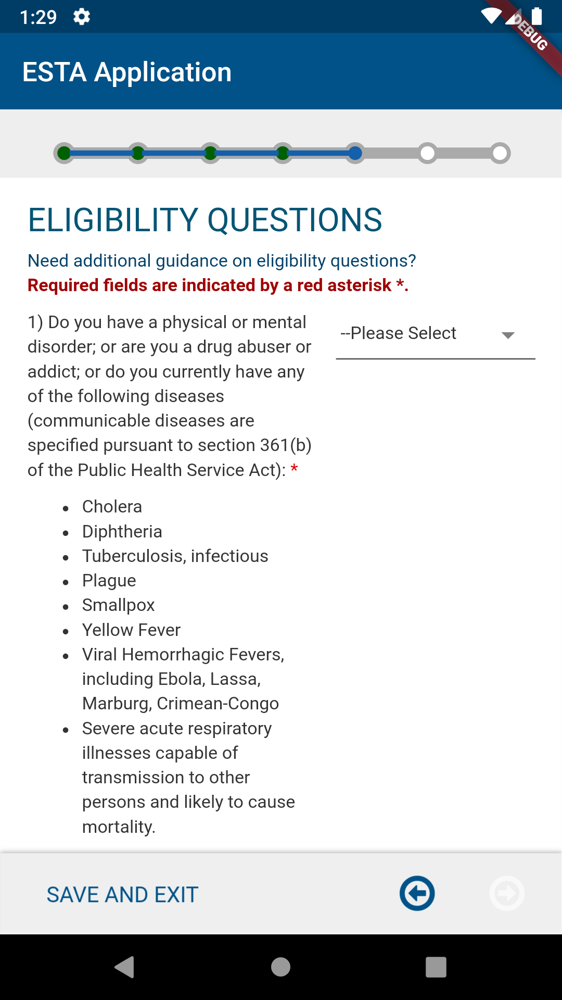 1:29
DEBUG
ESTA Application
ELIGIBILITY QUESTIONS
Need additional guidance on eligibility questions?
Required fields are indicated by a red asterisk *.
1) Do you have a physical or mental
disorder; or are you a drug abuser or
addict; or do you currently have any
of the following diseases
(communicable diseases are
specified pursuant to section 361(b)
of the Public Health Service Act): *
--Please Select
• Cholera
• Diphtheria
• Tuberculosis, infectious
• Plague
• Smallpox
• Yellow Fever
• Viral Hemorrhagic Fevers,
including Ebola, Lassa,
Marburg, Crimean-Congo
• Severe acute respiratory
illnesses capable of
transmission to other
persons and likely to cause
mortality.
SAVE AND EXIT